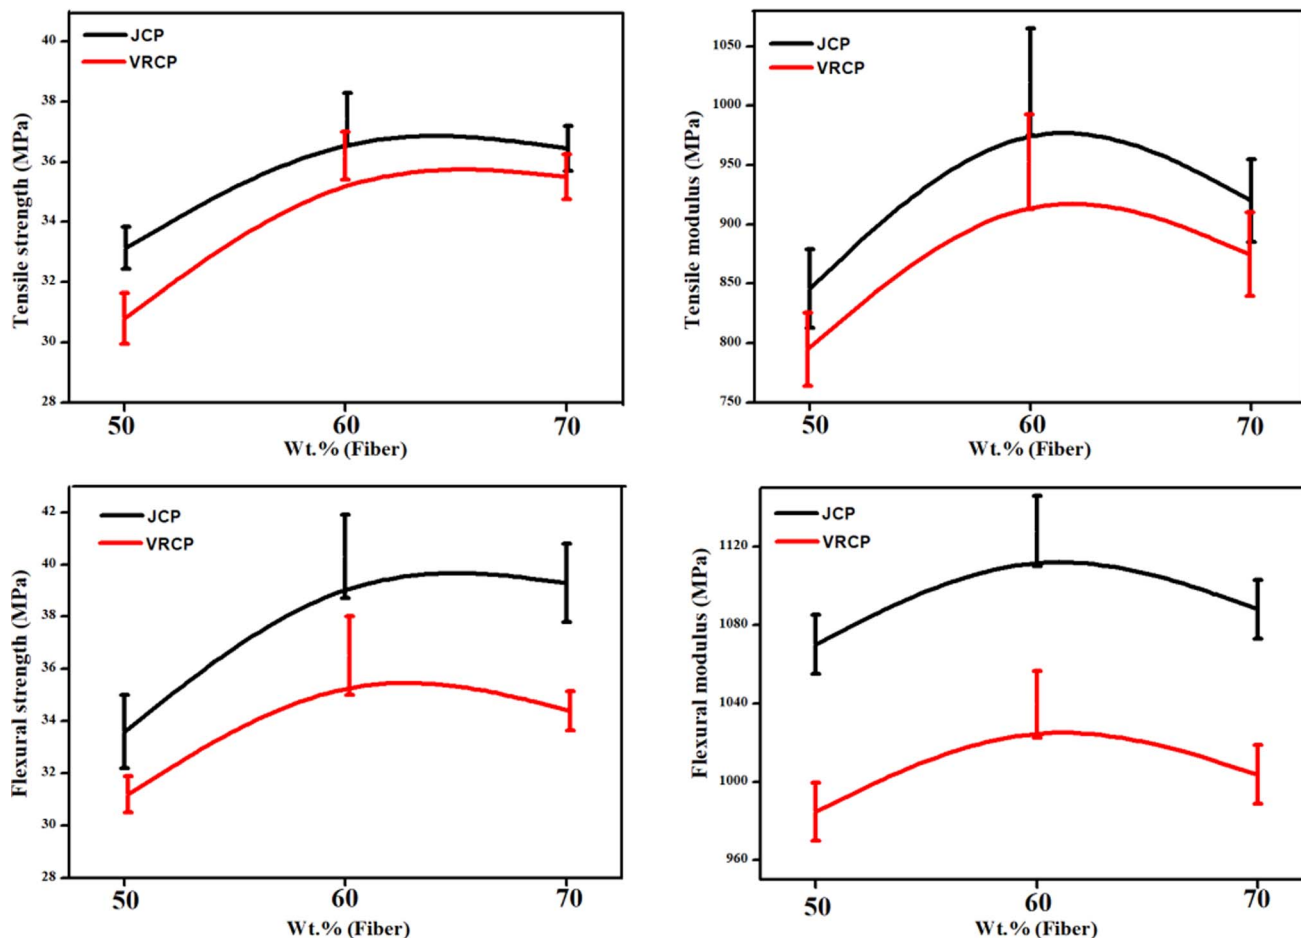 Tensile strength (MPa)
40
38
36
34
32
30
28
JCP
VRCP
50
60
70
Wt.% (Fiber)
Tensile modulus (MPa)
1050
1000
950
900
850
800
750
JCP
VRCP
50
60
70
Wt.% (Fiber)
Flexural strength (MPa)
42
40
38
36
34
32
30
28
JCP
VRCP
50
60
70
Wt.% (Fiber)
Flexural modulus (MPa)
1120
1080
1040
1000
960
JCP
VRCP
50
60
70
Wt.% (Fiber)